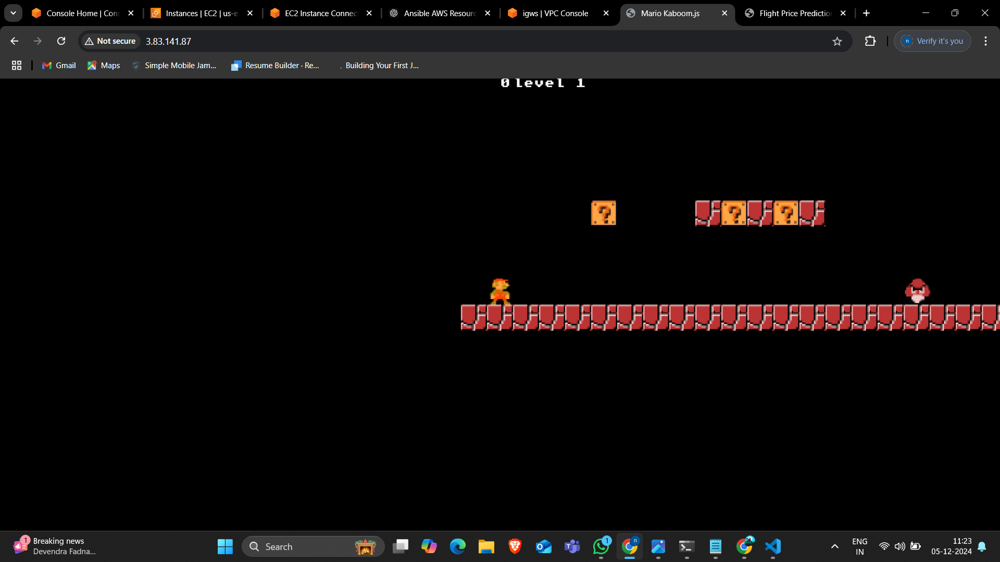 Console Home | Con
Instances | EC2 | us-e
EC2 Instance Connec
Ansible AWS Resourc
igws | VPC Console
Mario Kaboom.js
Flight Price Predictio
Not secure
3.83.141.87
n
Verify it's you
Gmail
Maps
Simple Mobile Jam...
Resume Builder · Re...
Building Your First J...
0 level 1
?
? ?
1
Breaking news
Devendra Fadna...
Search
1
n
ENG
IN
11:23
05-12-2024